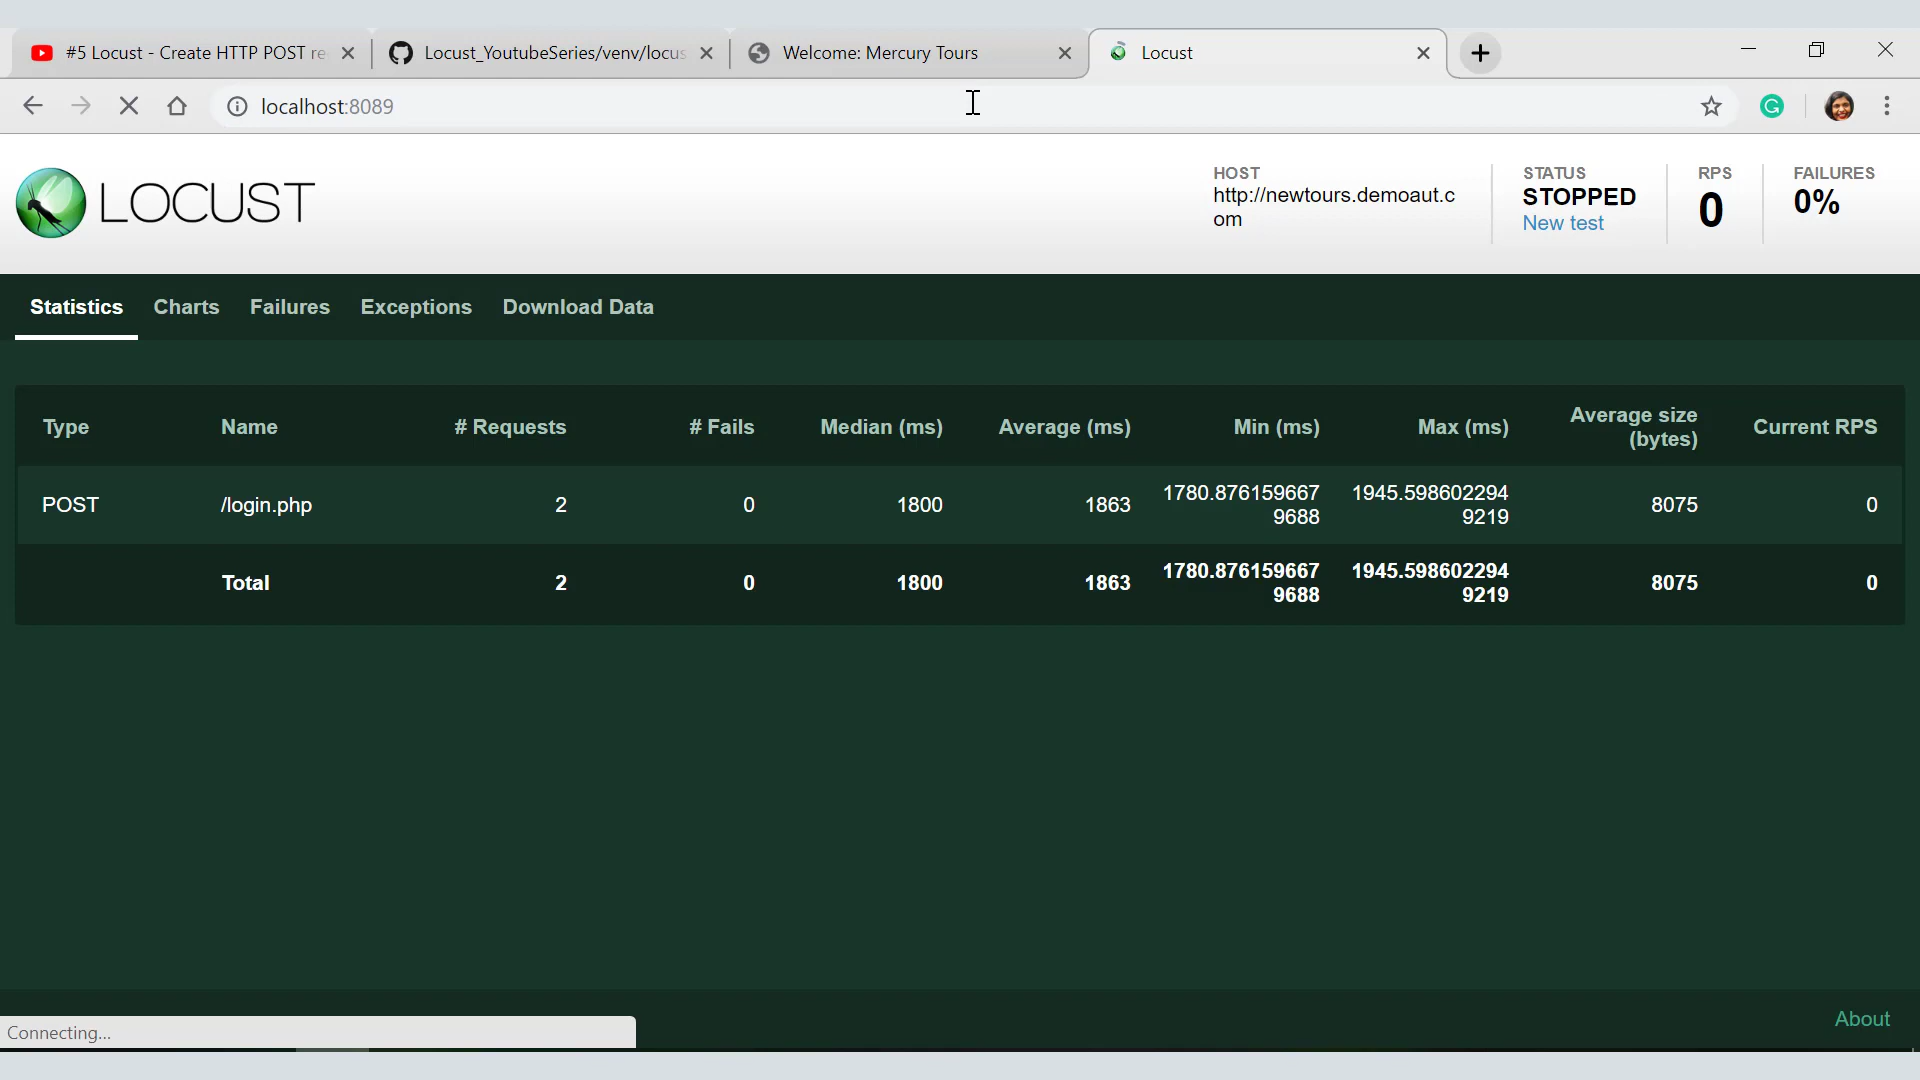 #5 Locust - Create HTTP POST re
Locust_YoutubeSeries/venv/locus
Welcome: Mercury Tours
Locust
localhost:8089
LOCUST
HOST
http://newtours.demoaut.c
om
STATUS
STOPPED
New test
RPS
0
FAILURES
0%
Statistics Charts Failures Exceptions Download Data
Type Name # Requests # Fails Median (ms) Average (ms) Min (ms) Max (ms) Average size
(bytes) Current RPS
POST /login.php 2 0 1800 1863 1780.876159667 1945.598602294 8075 0
9688 9219
Total 2 0 1800 1863 1780.876159667 1945.598602294 8075 0
9688 9219
About
Connecting...